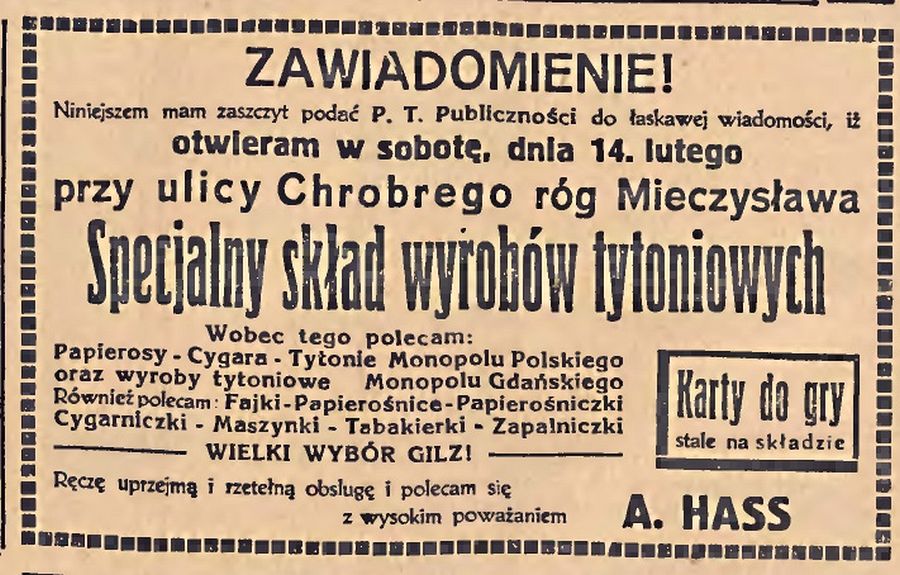 ZAWIADOMIENIE!
Niniejszem mam zaszczyt podać P. T. Publiczności do łaskawej wiadomości, iż
otwieram w sobotę, dnia 14. lutego
przy ulicy Chrobrego róg Mieczysława
Specjalny skład wyrobów tytoniowych
Wobec tego polecam:
Papierosy - Cygara - Tytonie Monopolu Polskiego
oraz wyroby tytoniowe Monopolu Gdańskiego
Również polecam: Fajki-Papierośnice-Papierośniczki
Cygarniczki - Maszynki - Tabakierki - Zapalniczki
WIELKI WYBÓR GILZ!
Karty do gry
stale na składzie
Ręczę uprzejmą i rzetelną obsługę i polecam się
z wysokim poważaniem
A. HASS